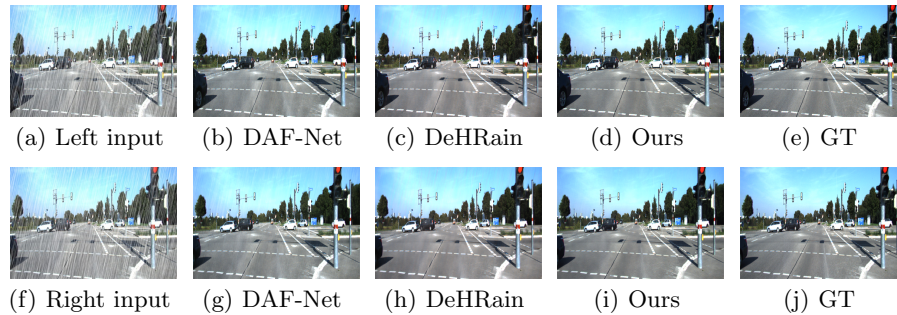 (a) Left input (b) DAF-Net (c) DeHRain (d) Ours (e) GT
(f) Right input (g) DAF-Net (h) DeHRain (i) Ours (j) GT